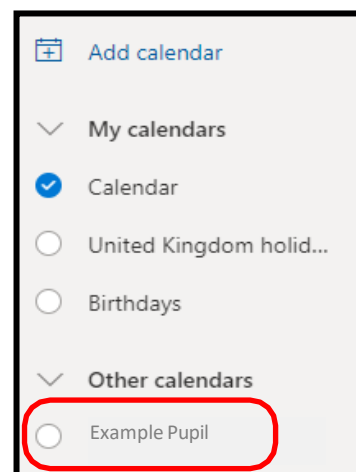 Add calendar
My calendars
Calendar
United Kingdom holid...
Birthdays
Other calendars
Example Pupil